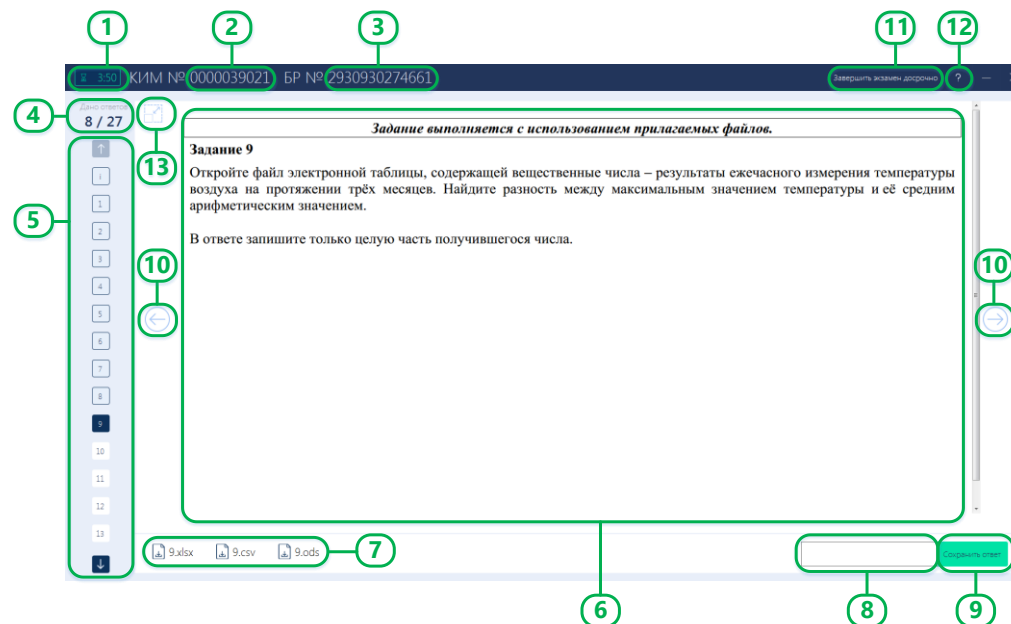 1
2
3
11
12
3:50 КИМ № 0000039021 БР № 2930930274661 Завершить экзамен досрочно ?
4
Дано ответов
8 / 27
13
5
i
1
2
3
4
5
6
7
8
9
10
11
12
13
Задание выполняется с использованием прилагаемых файлов.
Задание 9
Откройте файл электронной таблицы, содержащей вещественные числа – результаты ежечасного измерения температуры
воздуха на протяжении трёх месяцев. Найдите разность между максимальным значением температуры и её средним
арифметическим значением.
В ответе запишите только целую часть получившегося числа.
10
10
9.xlsx 9.csv 9.ods
7
Сохранить ответ
6
8
9